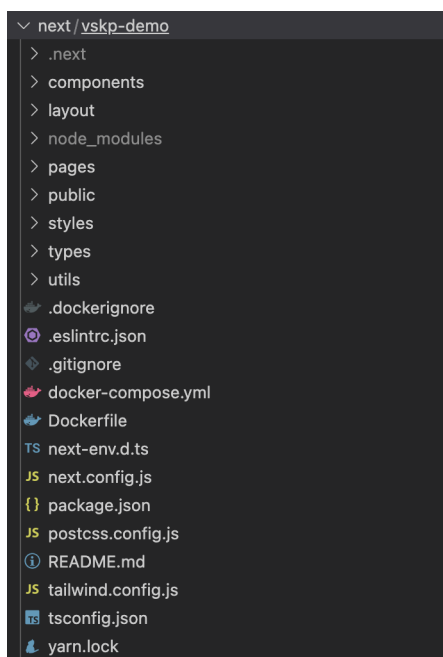 next/vskp-demo
.next
components
layout
node_modules
pages
public
styles
types
utils
.dockerignore
.eslintrc.json
.gitignore
docker-compose.yml
Dockerfile
TS next-env.d.ts
JS next.config.js
{} package.json
JS postcss.config.js
README.md
JS tailwind.config.js
TS tsconfig.json
yarn.lock